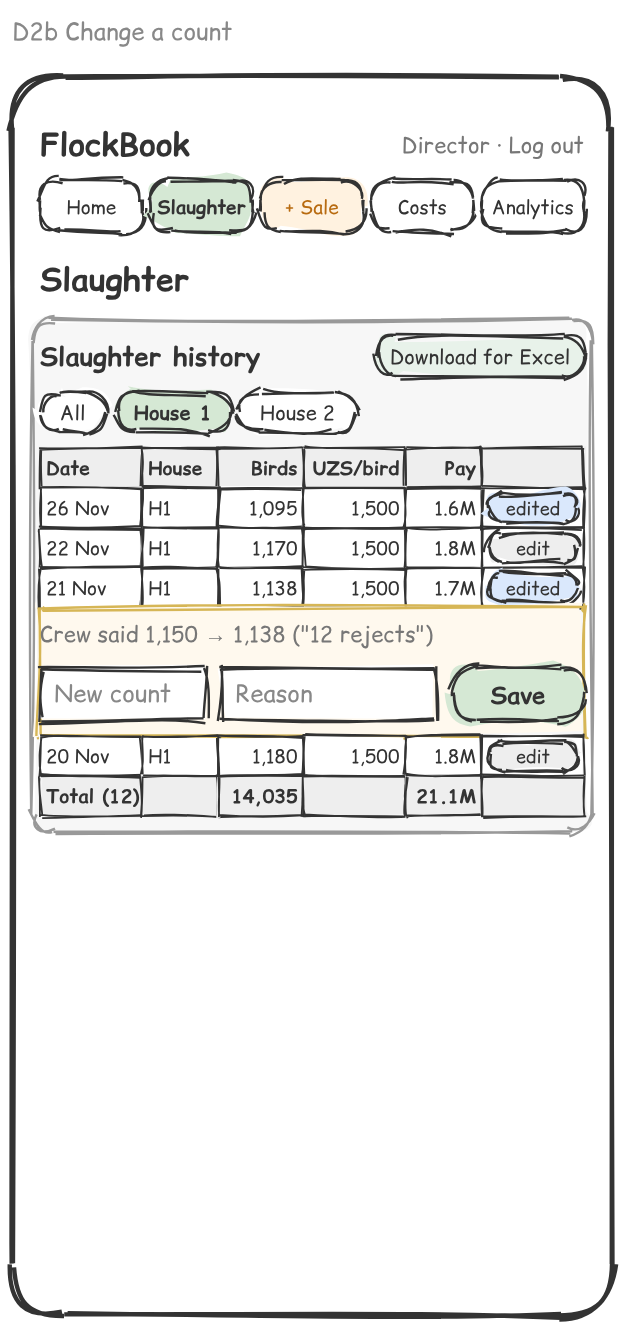 D2b Change a count
FlockBook Director · Log out
Home Slaughter + Sale Costs Analytics
Slaughter
Slaughter history Download for Excel
All House 1 House 2
Date House Birds UZS/bird Pay
26 Nov H1 1,095 1,500 1.6M edited
22 Nov H1 1,170 1,500 1.8M edit
21 Nov H1 1,138 1,500 1.7M edited
Crew said 1,150 → 1,138 ("12 rejects")
New count Reason Save
20 Nov H1 1,180 1,500 1.8M edit
Total (12) 14,035 21.1M